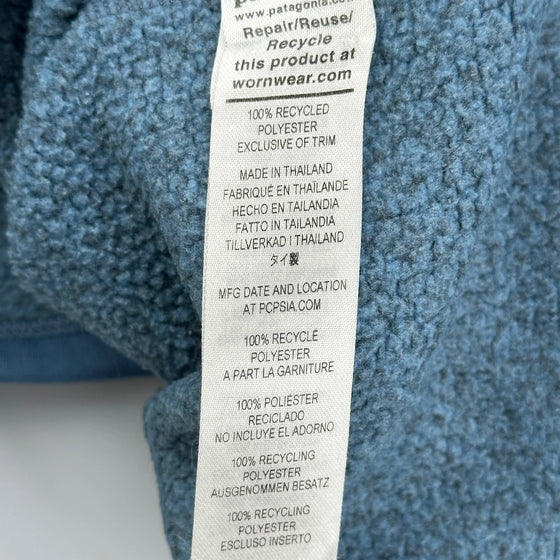 www.patagonia.com
Repair/Reuse/
Recycle
this product at
wornwear.com
100% RECYCLED
POLYESTER
EXCLUSIVE OF TRIM
MADE IN THAILAND
FABRIQUÉ EN THAÏLANDE
HECHO EN TAILANDIA
FATTO IN TAILANDIA
TILLVERKAD I THAILAND
タイ製
MFG DATE AND LOCATION
AT PCPSIA.COM
100% RECYCLÉ
POLYESTER
A PART LA GARNITURE
100% POLIÉSTER
RECICLADO
NO INCLUYE EL ADORNO
100% RECYCLING
POLYESTER
AUSGENOMMEN BESATZ
100% RECYCLING
POLYESTER
ESCLUSO INSERTO